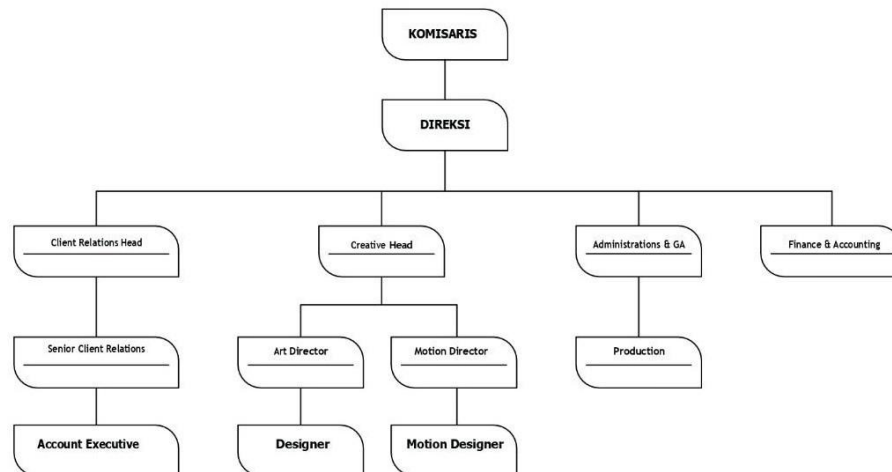 KOMISARIS
DIREKSI
Client Relations Head
Creative Head
Administrations & GA
Finance & Accounting
Senior Client Relations
Art Director
Motion Director
Production
Account Executive
Designer
Motion Designer